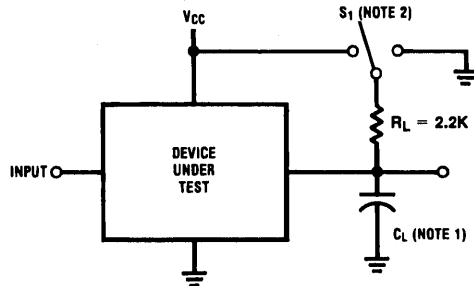 VCC
S1 (NOTE 2)
RL = 2.2K
DEVICE
UNDER
TEST
INPUT
CL (NOTE 1)